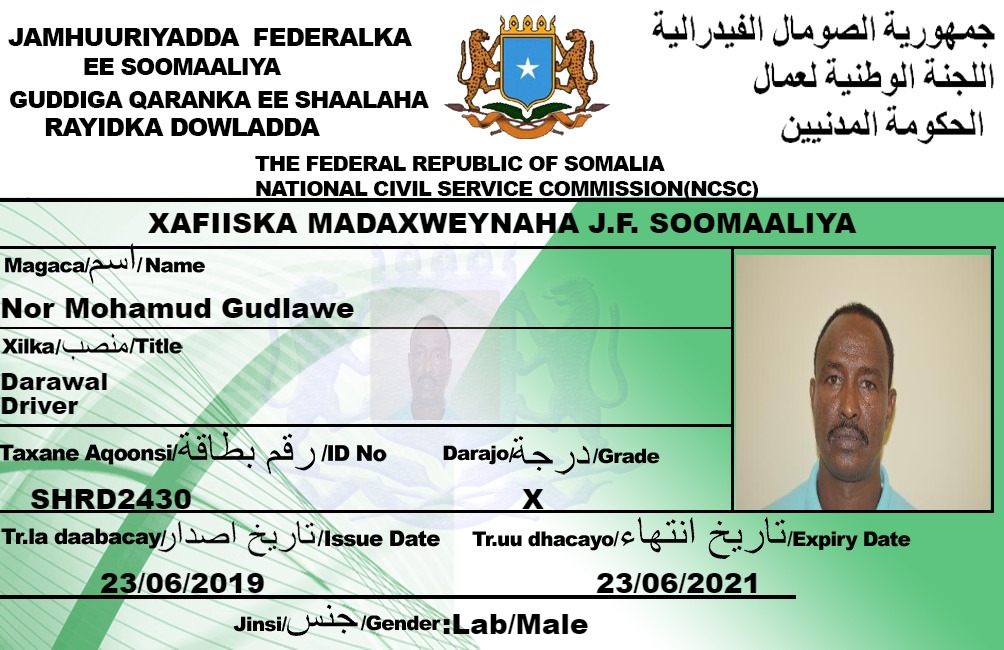 JAMHUURIYADDA FEDERALKA
EE SOOMAALIYA
GUDDIGA QARANKA EE SHAALAHA
RAYIDKA DOWLADDA
جمهورية الصومال الفيدرالية
اللجنة الوطنية لعمال
الحكومة المدنيين
THE FEDERAL REPUBLIC OF SOMALIA
NATIONAL CIVIL SERVICE COMMISSION(NCSC)
XAFIISKA MADAXWEYNAHA J.F. SOOMAALIYA
Magaca/اسم/Name
Nor Mohamud Gudlawe
Xilka/منصب/Title
Darawal
Driver
Taxane Aqoonsi/رقم بطاقة/ID No
Darajo/درجة/Grade
SHRD2430
X
Tr.la daabacay/تاريخ اصدار/Issue Date
Tr.uu dhacayo/تاريخ انتهاء/Expiry Date
23/06/2019
23/06/2021
Jinsi/جنس/Gender:Lab/Male